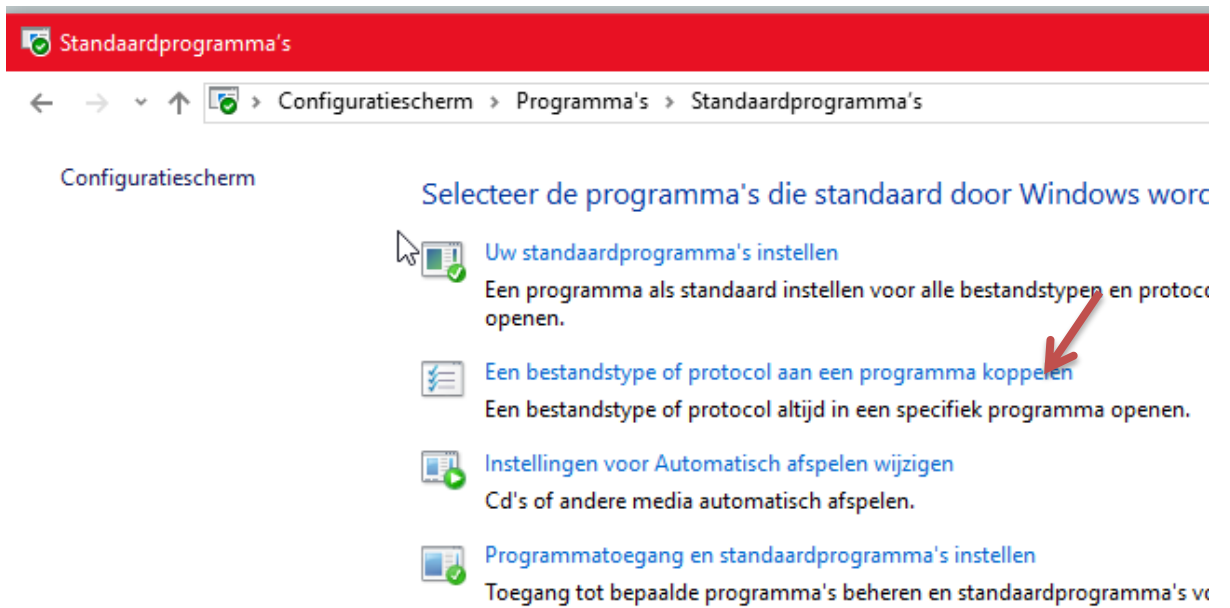 Standaardprogramma's
Configuratiescherm > Programma's > Standaardprogramma's
Configuratiescherm
Selecteer de programma's die standaard door Windows word
Uw standaardprogramma's instellen
Een programma als standaard instellen voor alle bestandstypen en protoco
openen.
Een bestandstype of protocol aan een programma koppelen
Een bestandstype of protocol altijd in een specifiek programma openen.
Instellingen voor Automatisch afspelen wijzigen
Cd's of andere media automatisch afspelen.
Programmatoegang en standaardprogramma's instellen
Toegang tot bepaalde programma's beheren en standaardprogramma's vo